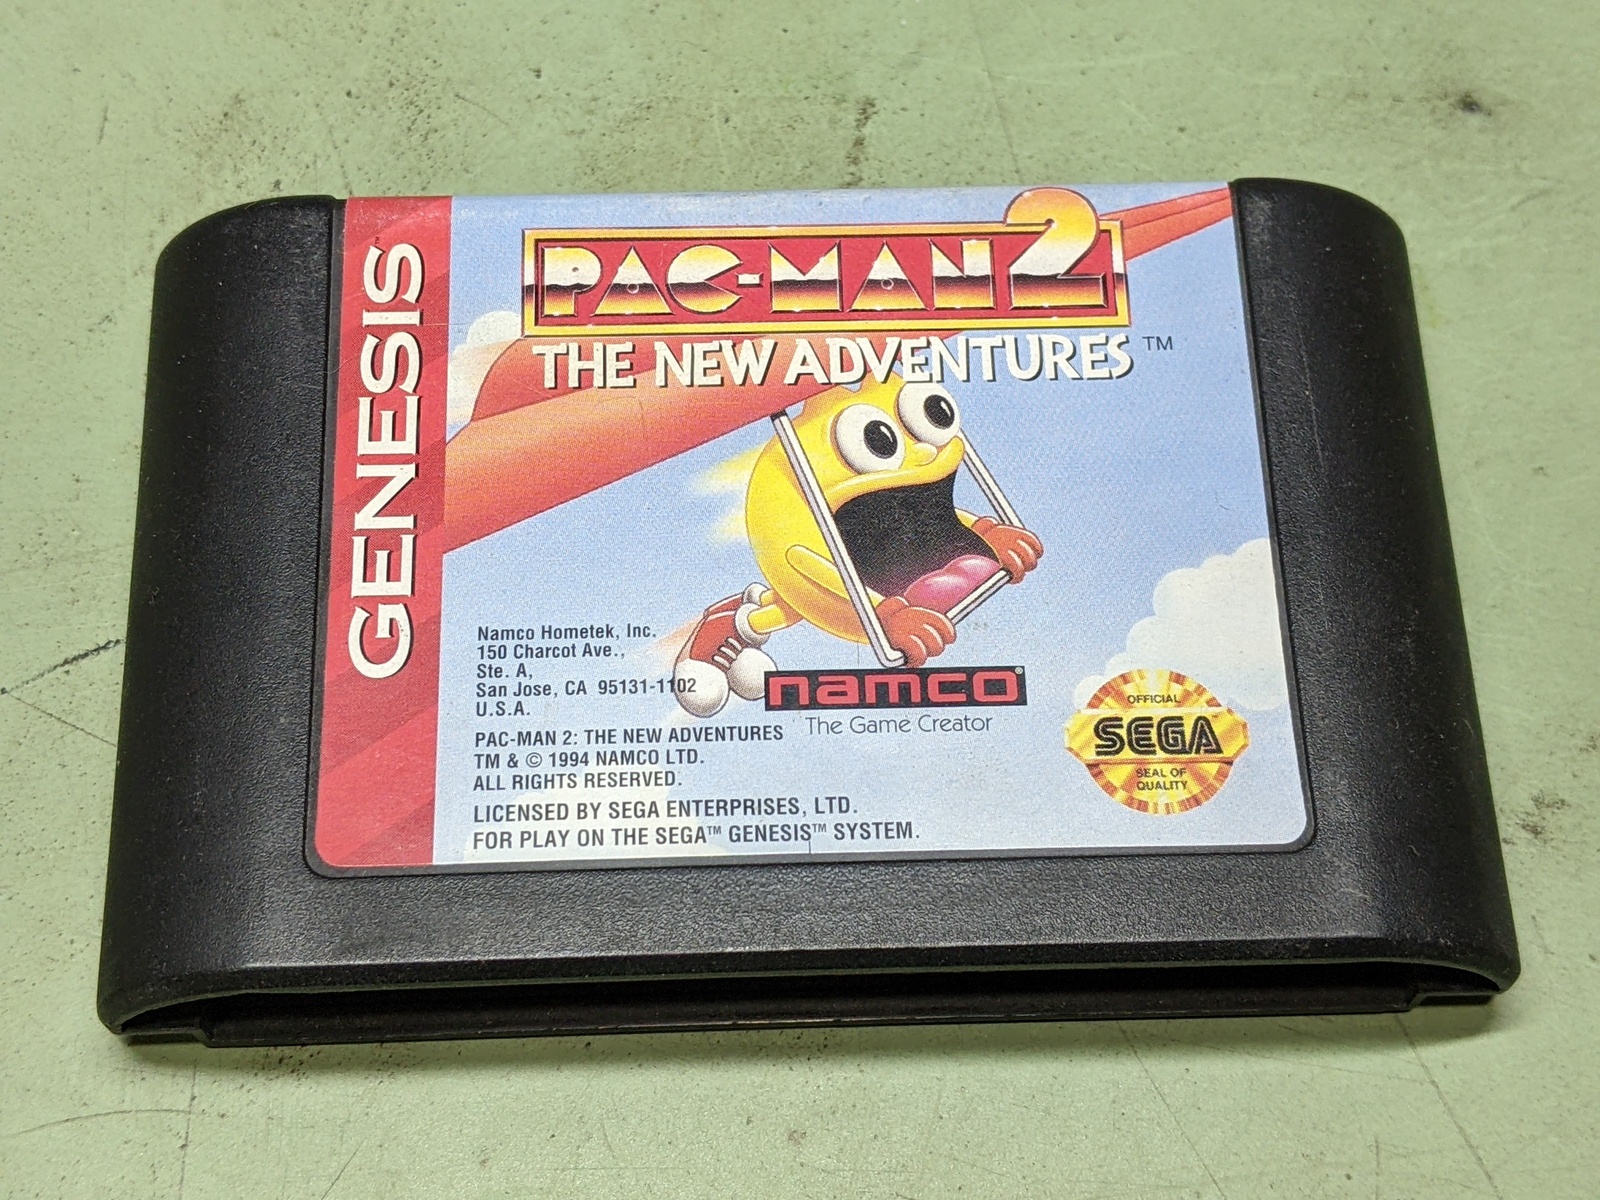 GENESIS™
PAC-MAN 2
THE NEW ADVENTURES™
Namco Hometek, Inc.
150 Charcot Ave.,
Ste. A,
San Jose, CA 95131-1102
U.S.A.
namco®
The Game Creator
PAC-MAN 2: THE NEW ADVENTURES
TM & © 1994 NAMCO LTD.
ALL RIGHTS RESERVED.
LICENSED BY SEGA ENTERPRISES, LTD.
FOR PLAY ON THE SEGA™ GENESIS™ SYSTEM.
OFFICIAL
SEGA™
SEAL OF
QUALITY